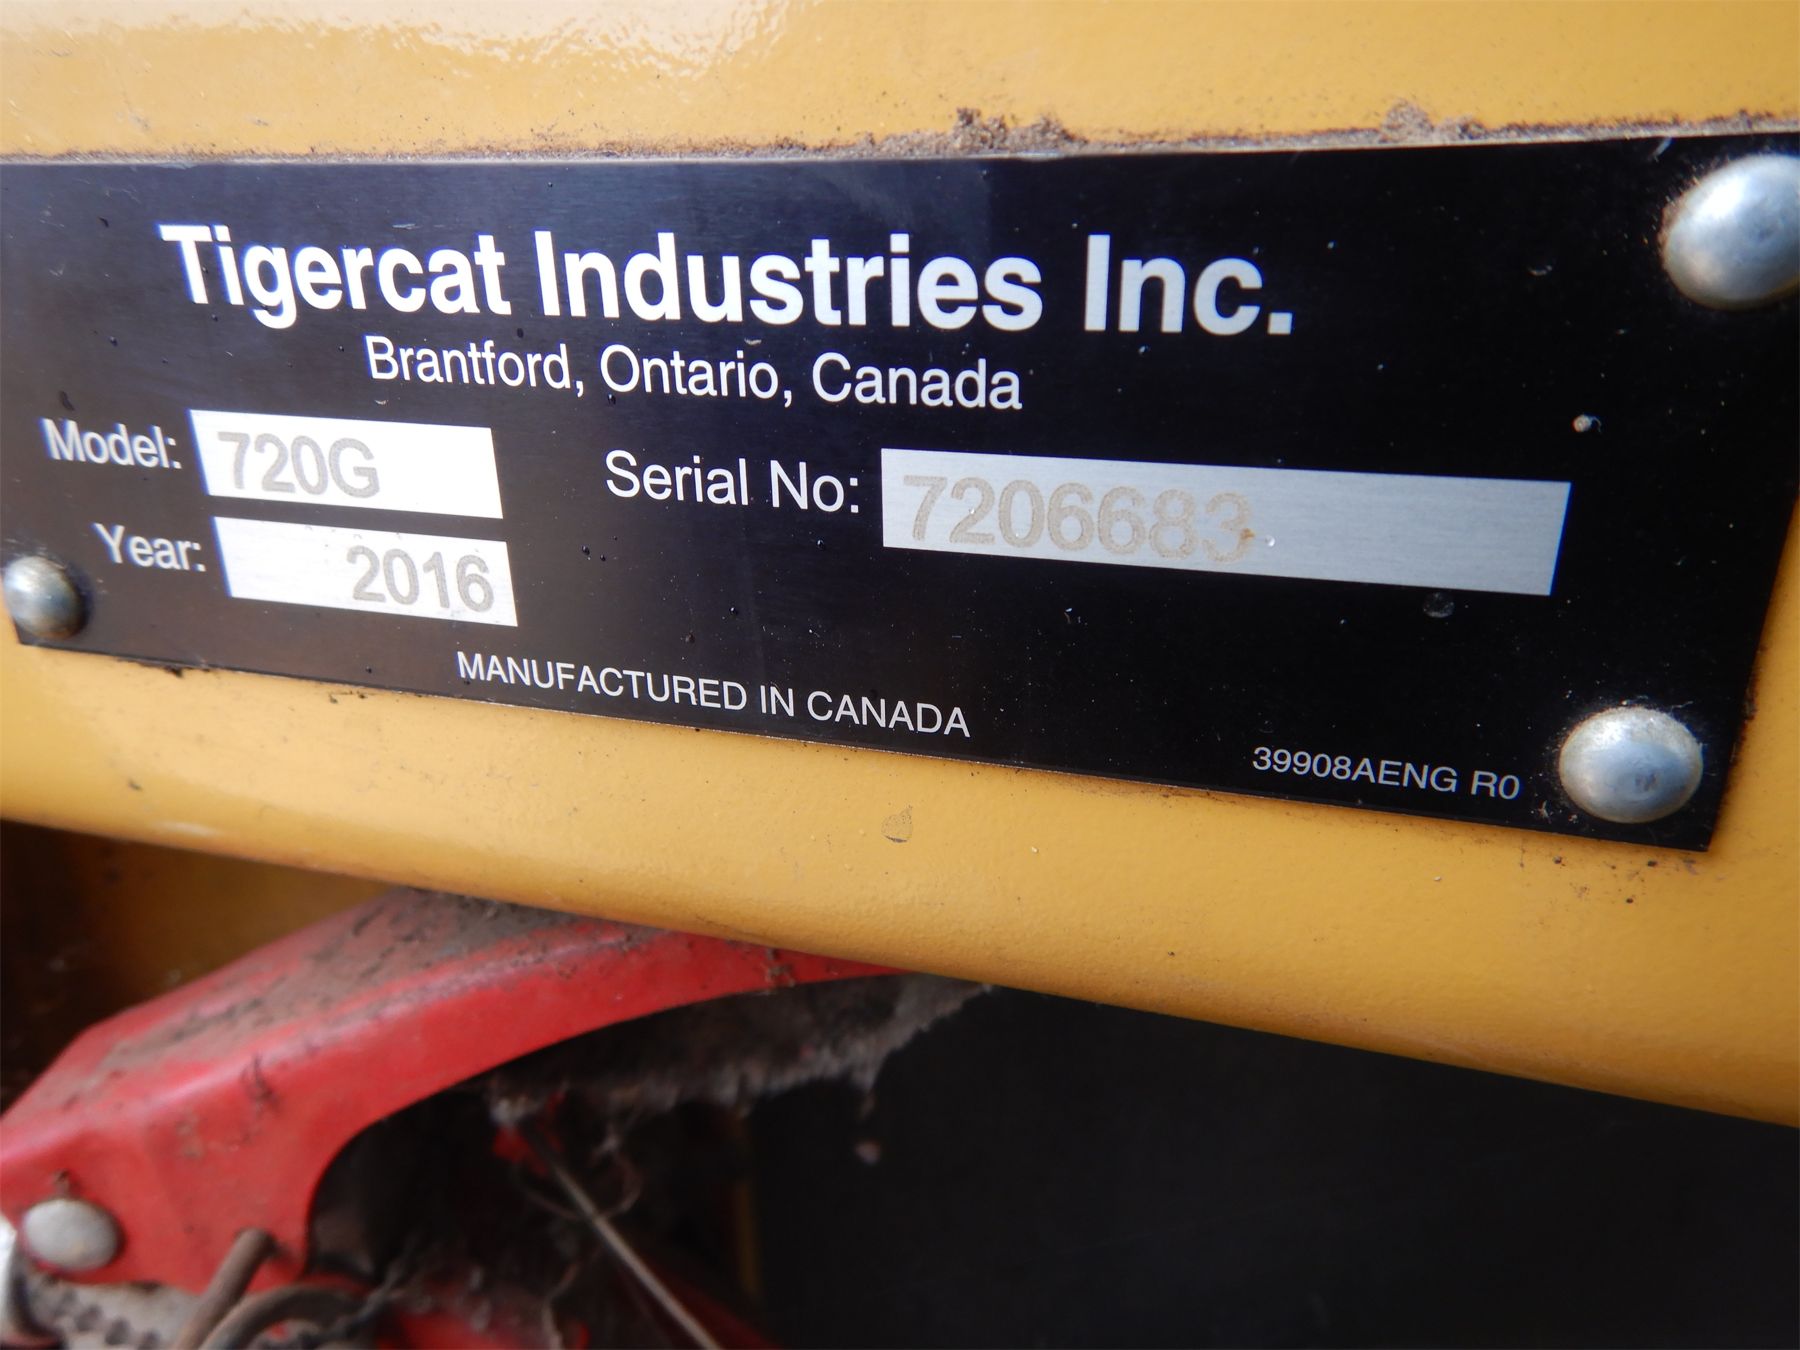 Tigercat Industries Inc.
Brantford, Ontario, Canada
Model: 720G
Serial No: 7206683
Year: 2016
MANUFACTURED IN CANADA
39908AENG R0